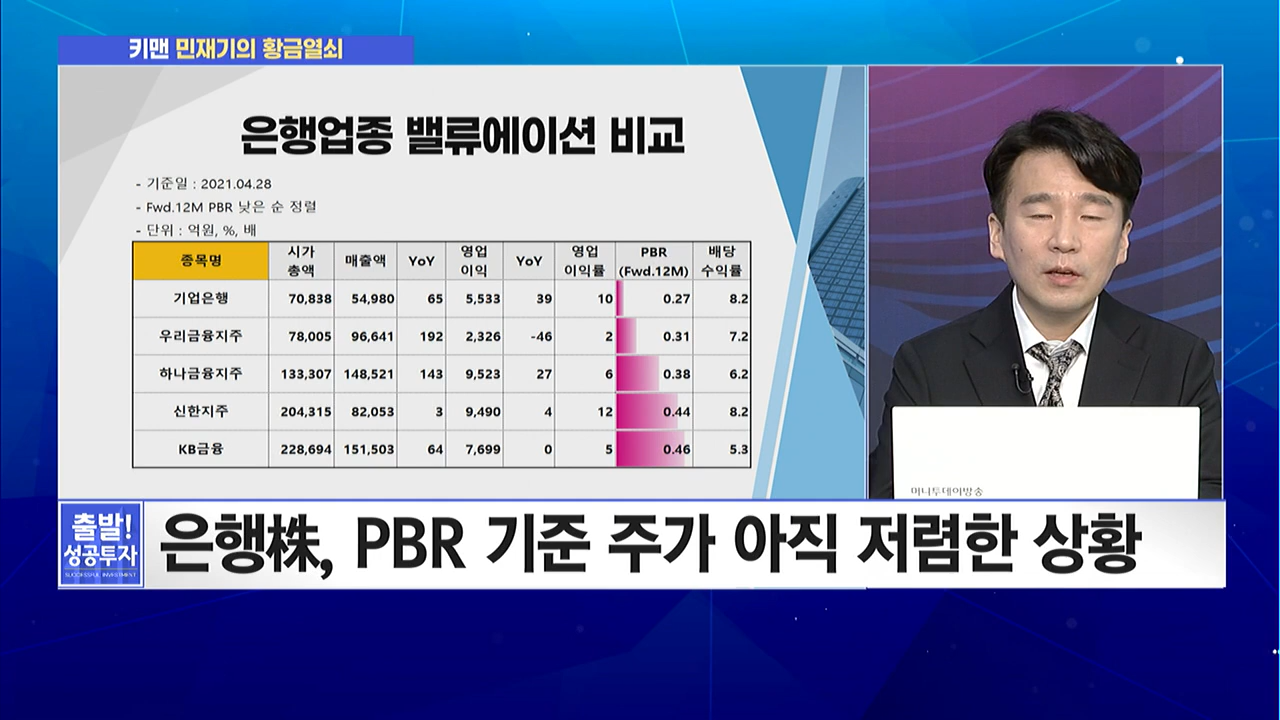 키맨 민재기의 황금열쇠
은행업종 밸류에이션 비교
- 기준일 : 2021.04.28
- Fwd.12M PBR 낮은 순 정렬
- 단위 : 억원, %, 배
종목명 시가총액 매출액 YoY 영업이익 YoY 영업이익률 PBR (Fwd.12M) 배당수익률
기업은행 70,838 54,980 65 5,533 39 10 0.27 8.2
우리금융지주 78,005 96,641 192 2,326 -46 2 0.31 7.2
하나금융지주 133,307 148,521 143 9,523 27 6 0.38 6.2
신한지주 204,315 82,053 3 9,490 4 12 0.44 8.2
KB금융 228,694 151,503 64 7,699 0 5 0.46 5.3
머니투데이방송
출발!
성공투자
SUCCESSFUL INVESTMENT
은행株, PBR 기준 주가 아직 저렴한 상황